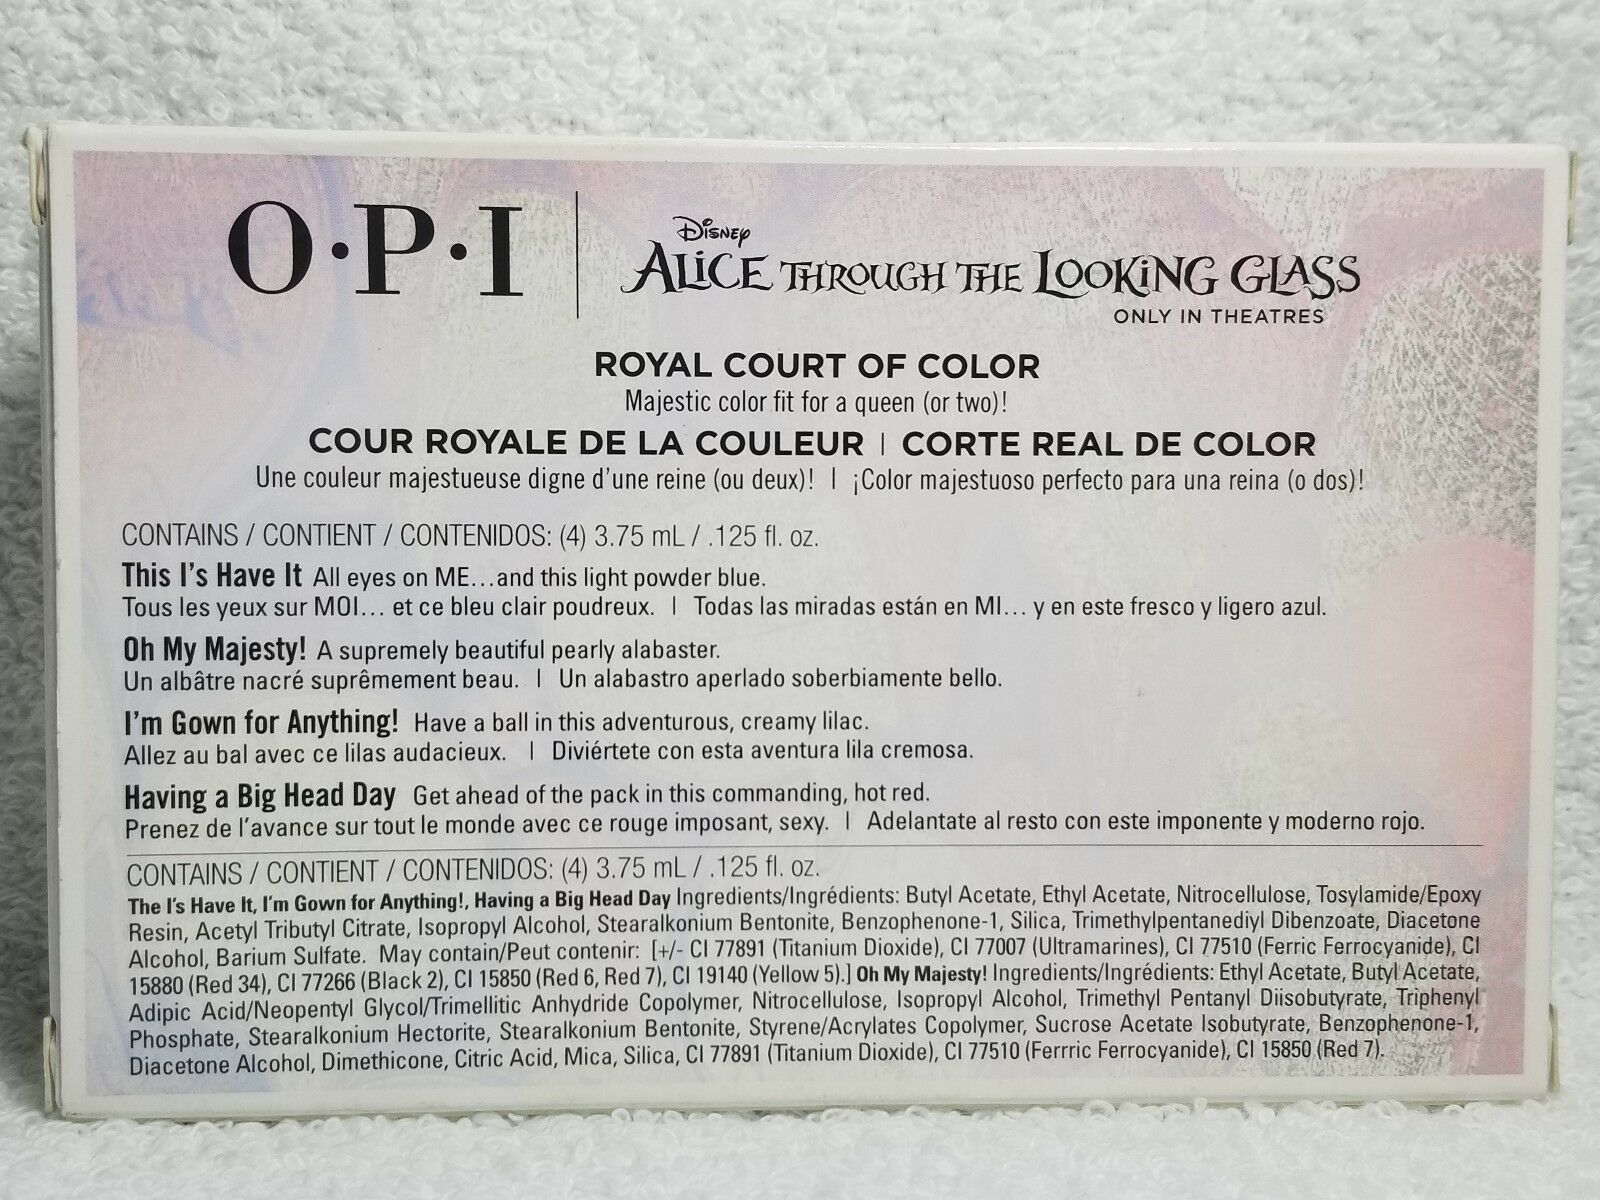 O·P·I
Disney
ALICE THROUGH THE LOOKING GLASS
ONLY IN THEATRES
ROYAL COURT OF COLOR
Majestic color fit for a queen (or two)!
COUR ROYALE DE LA COULEUR | CORTE REAL DE COLOR
Une couleur majestueuse digne d'une reine (ou deux)! | ¡Color majestuoso perfecto para una reina (o dos)!
CONTAINS / CONTIENT / CONTENIDOS: (4) 3.75 mL / .125 fl. oz.
This I's Have It All eyes on ME...and this light powder blue.
Tous les yeux sur MOI... et ce bleu clair poudreux. | Todas las miradas están en MI... y en este fresco y ligero azul.
Oh My Majesty! A supremely beautiful pearly alabaster.
Un albâtre nacré suprêmement beau. | Un alabastro aperlado soberbiamente bello.
I'm Gown for Anything! Have a ball in this adventurous, creamy lilac.
Allez au bal avec ce lilas audacieux. | Diviértete con esta aventura lila cremosa.
Having a Big Head Day Get ahead of the pack in this commanding, hot red.
Prenez de l'avance sur tout le monde avec ce rouge imposant, sexy. | Adelantate al resto con este imponente y moderno rojo.
CONTAINS / CONTIENT / CONTENIDOS: (4) 3.75 mL / .125 fl. oz.
The I's Have It, I'm Gown for Anything!, Having a Big Head Day Ingredients/Ingrédients: Butyl Acetate, Ethyl Acetate, Nitrocellulose, Tosylamide/Epoxy
Resin, Acetyl Tributyl Citrate, Isopropyl Alcohol, Stearalkonium Bentonite, Benzophenone-1, Silica, Trimethylpentanediyl Dibenzoate, Diacetone
Alcohol, Barium Sulfate. May contain/Peut contenir: [+/- CI 77891 (Titanium Dioxide), CI 77007 (Ultramarines), CI 77510 (Ferric Ferrocyanide), CI
15880 (Red 34), CI 77266 (Black 2), CI 15850 (Red 6, Red 7), CI 19140 (Yellow 5).] Oh My Majesty! Ingredients/Ingrédients: Ethyl Acetate, Butyl Acetate,
Adipic Acid/Neopentyl Glycol/Trimellitic Anhydride Copolymer, Nitrocellulose, Isopropyl Alcohol, Trimethyl Pentanyl Diisobutyrate, Triphenyl
Phosphate, Stearalkonium Hectorite, Stearalkonium Bentonite, Styrene/Acrylates Copolymer, Sucrose Acetate Isobutyrate, Benzophenone-1,
Diacetone Alcohol, Dimethicone, Citric Acid, Mica, Silica, CI 77891 (Titanium Dioxide), CI 77510 (Ferrric Ferrocyanide), CI 15850 (Red 7).